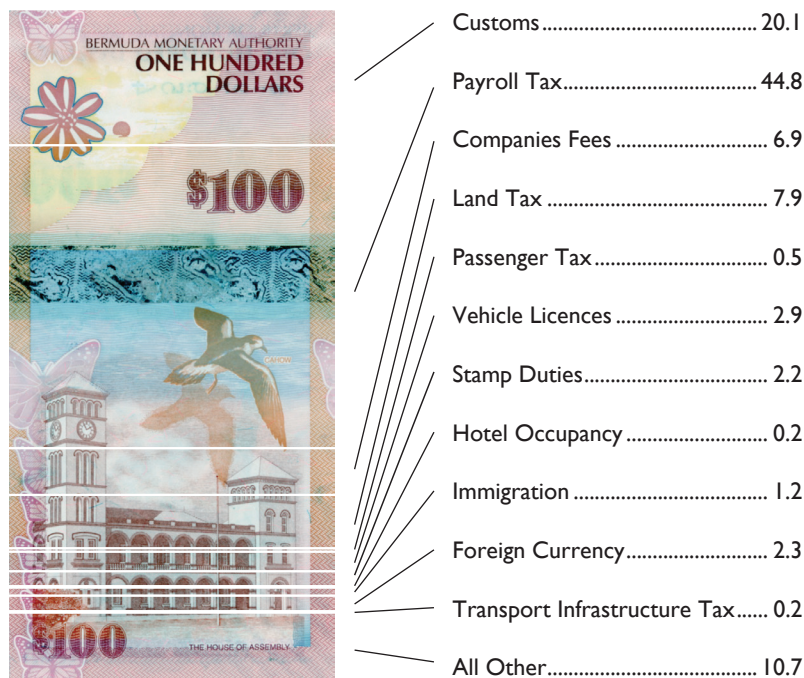 BERMUDA MONETARY AUTHORITY
ONE HUNDRED
DOLLARS
$100
CAHOW
$100
THE HOUSE OF ASSEMBLY
Customs 20.1
Payroll Tax 44.8
Companies Fees 6.9
Land Tax 7.9
Passenger Tax 0.5
Vehicle Licences 2.9
Stamp Duties 2.2
Hotel Occupancy 0.2
Immigration 1.2
Foreign Currency 2.3
Transport Infrastructure Tax 0.2
All Other 10.7